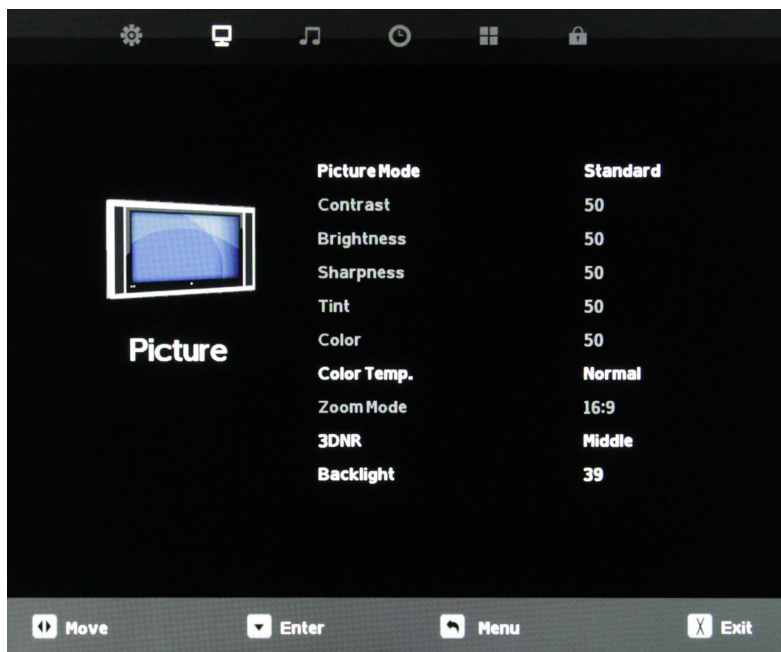 Picture Mode Standard
Contrast 50
Brightness 50
Sharpness 50
Tint 50
Color 50
Color Temp. Normal
Zoom Mode 16:9
3DNR Middle
Backlight 39
Picture
Move Enter Menu X Exit